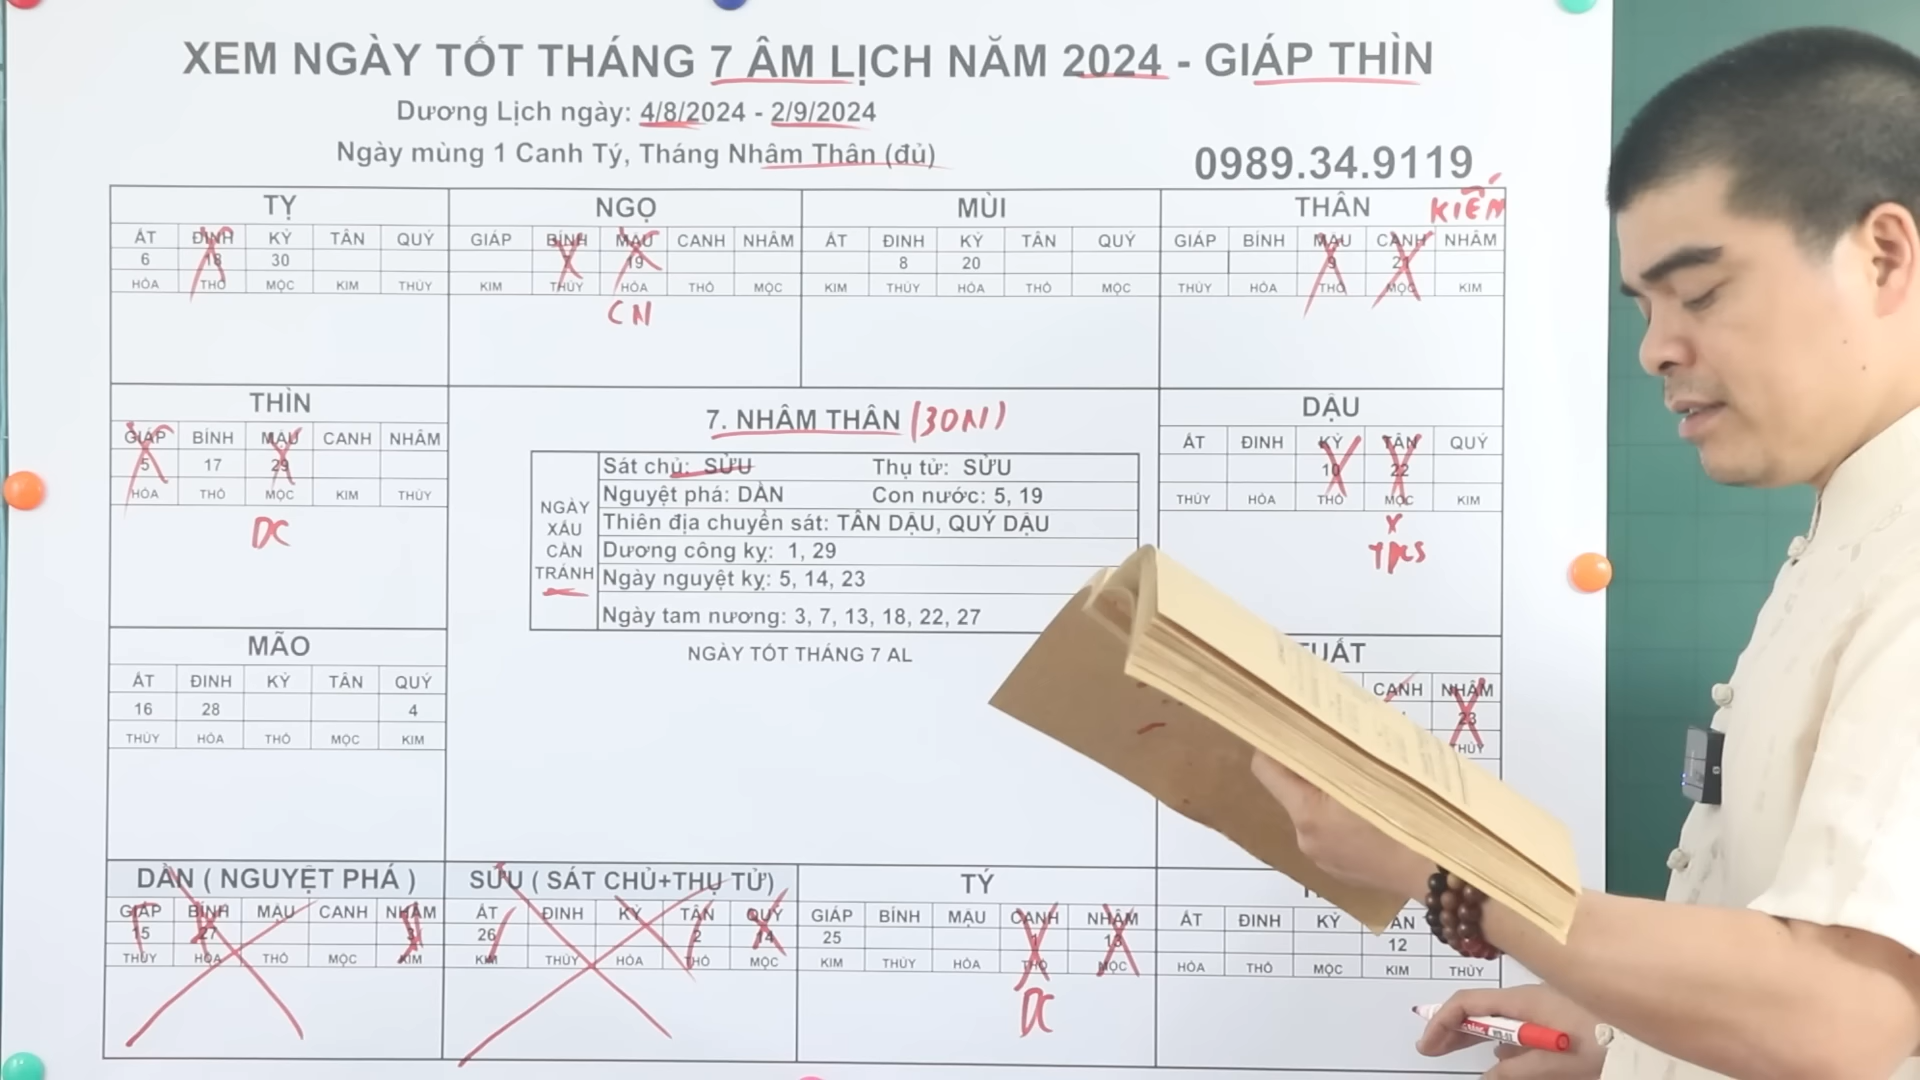 XEM NGÀY TỐT THÁNG 7 ÂM LỊCH NĂM 2024 - GIÁP THÌN
Dương Lịch ngày: 4/8/2024 - 2/9/2024
Ngày mùng 1 Canh Tý, Tháng Nhâm Thân (đủ)
0989.34.9119
TỴ
ẤT ĐINH KỶ TÂN QUÝ
6 18 30
HỎA THỔ MỘC KIM THỦY
NGỌ
GIÁP BÍNH MẬU CANH NHÂM
7 19
KIM THỦY HỎA THỔ MỘC
CN
MÙI
ẤT ĐINH KỶ TÂN QUÝ
8 20
KIM THỦY HỎA THỔ MỘC
THÂN KIẾN
GIÁP BÍNH MẬU CANH NHÂM
9 21
THỦY HỎA THỔ MỘC KIM
THÌN
GIÁP BÍNH MẬU CANH NHÂM
5 17 29
HỎA THỔ MỘC KIM THỦY
DC
7. NHÂM THÂN (30N)
NGÀY XẤU CẦN TRÁNH
Sát chủ: SỬU Thụ tử: SỬU
Nguyệt phá: DẦN Con nước: 5, 19
Thiên địa chuyển sát: TÂN DẬU, QUÝ DẬU
Dương công kỵ: 1, 29
Ngày nguyệt kỵ: 5, 14, 23
Ngày tam nương: 3, 7, 13, 18, 22, 27
NGÀY TỐT THÁNG 7 AL
DẬU
ẤT ĐINH KỶ TÂN QUÝ
10 22
THỦY HỎA THỔ MỘC KIM
x
MÃO
ẤT ĐINH KỶ TÂN QUÝ
16 28 4
THỦY HỎA THỔ MỘC KIM
CANH NHÂM
23
DẦN ( NGUYỆT PHÁ )
GIÁP BÍNH MẬU CANH NHÂM
15 27 3
THỦY HỎA THỔ MỘC KIM
SỬU ( SÁT CHỦ+THỤ TỬ)
ẤT ĐINH KỶ TÂN QUÝ
26 2 14
KIM THỦY HỎA THỔ MỘC
TÝ
GIÁP BÍNH MẬU CANH NHÂM
25 1 13
KIM THỦY HỎA THỔ MỘC
DC
ẤT ĐINH KỶ
12
HỎA THỔ MỘC KIM THỦY